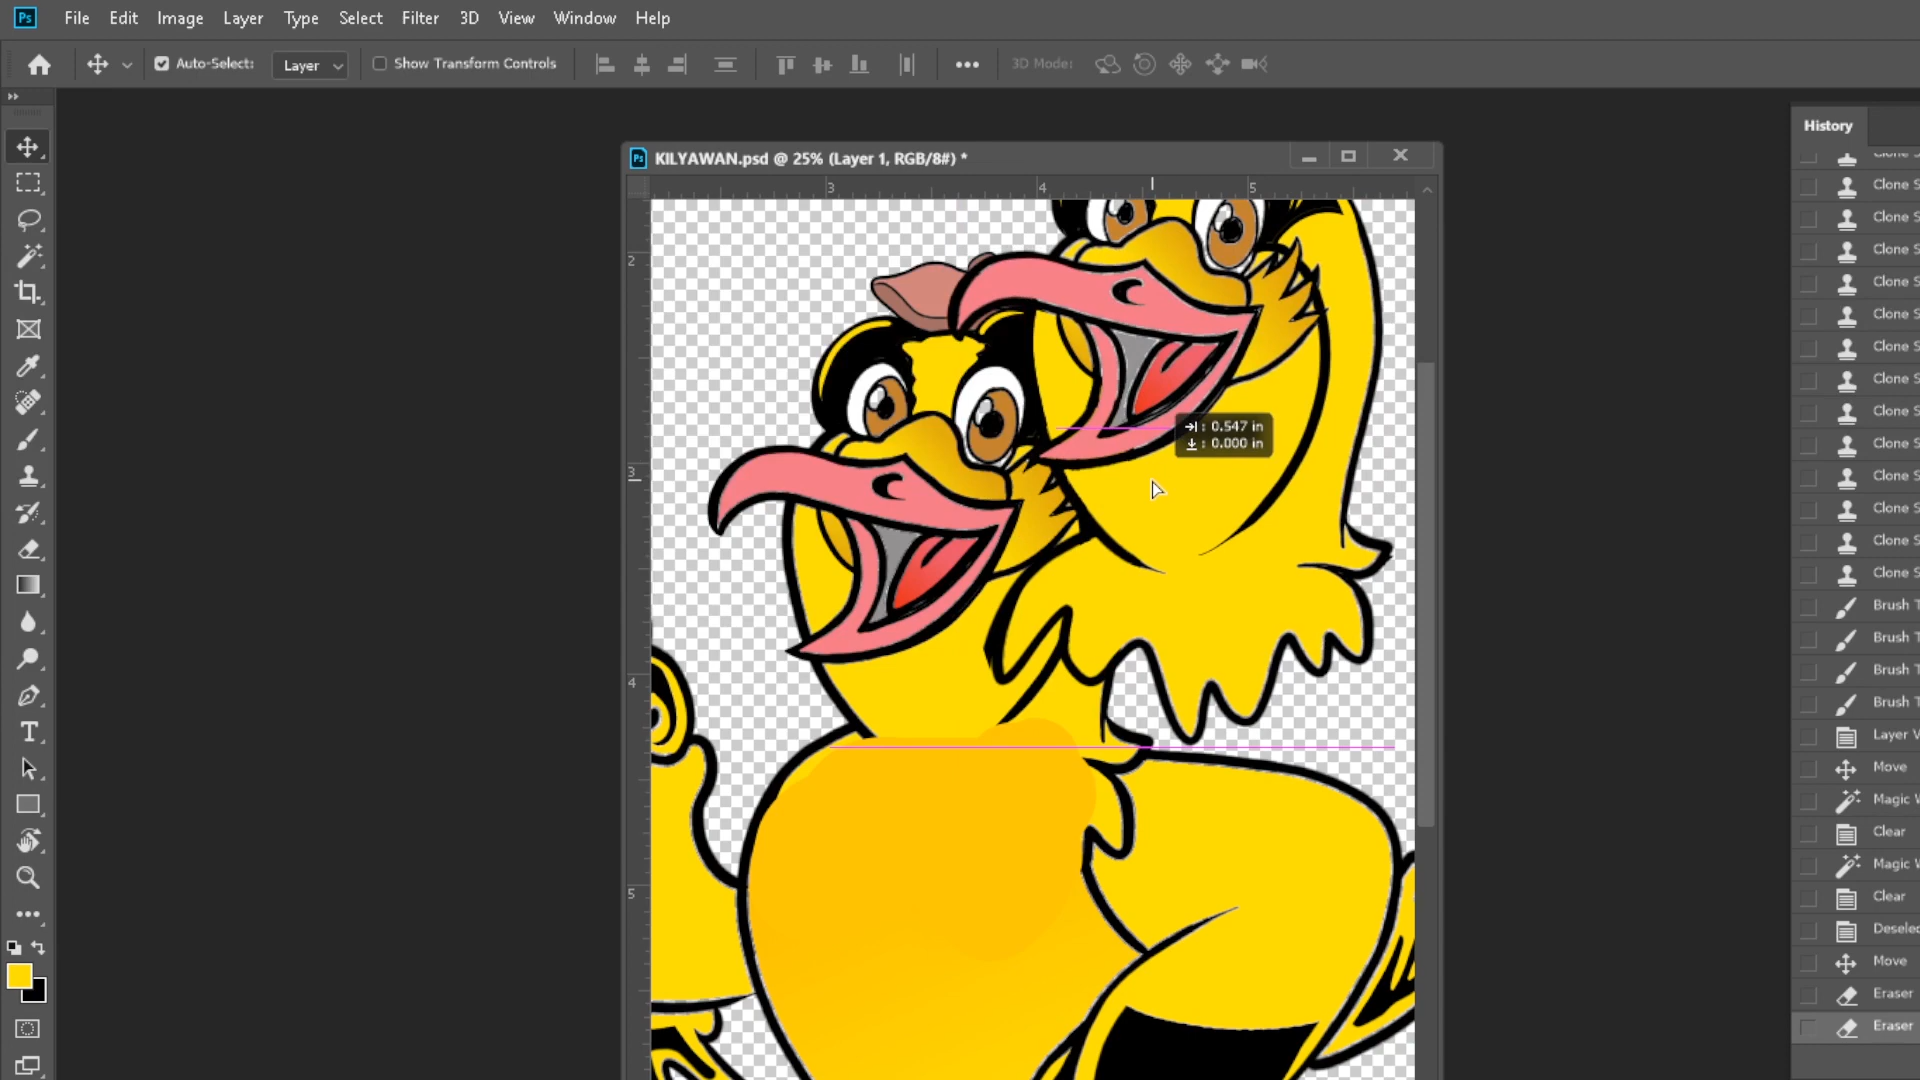 Ps File Edit Image Layer Type Select Filter 3D View Window Help
Auto-Select: Layer Show Transform Controls 3D Mode:
History
Ps KILYAWAN.psd @ 25% (Layer 1, RGB/8#) *
3 4 5
2
3
4
5
: 0.547 in
: 0.000 in
T
Clone S
Clone S
Clone S
Clone S
Clone S
Clone S
Clone S
Clone S
Clone S
Clone S
Clone S
Clone S
Clone S
Clone S
Brush T
Brush T
Brush T
Brush T
Layer V
Move
Magic W
Clear
Magic W
Clear
Deselec
Move
Eraser
Eraser